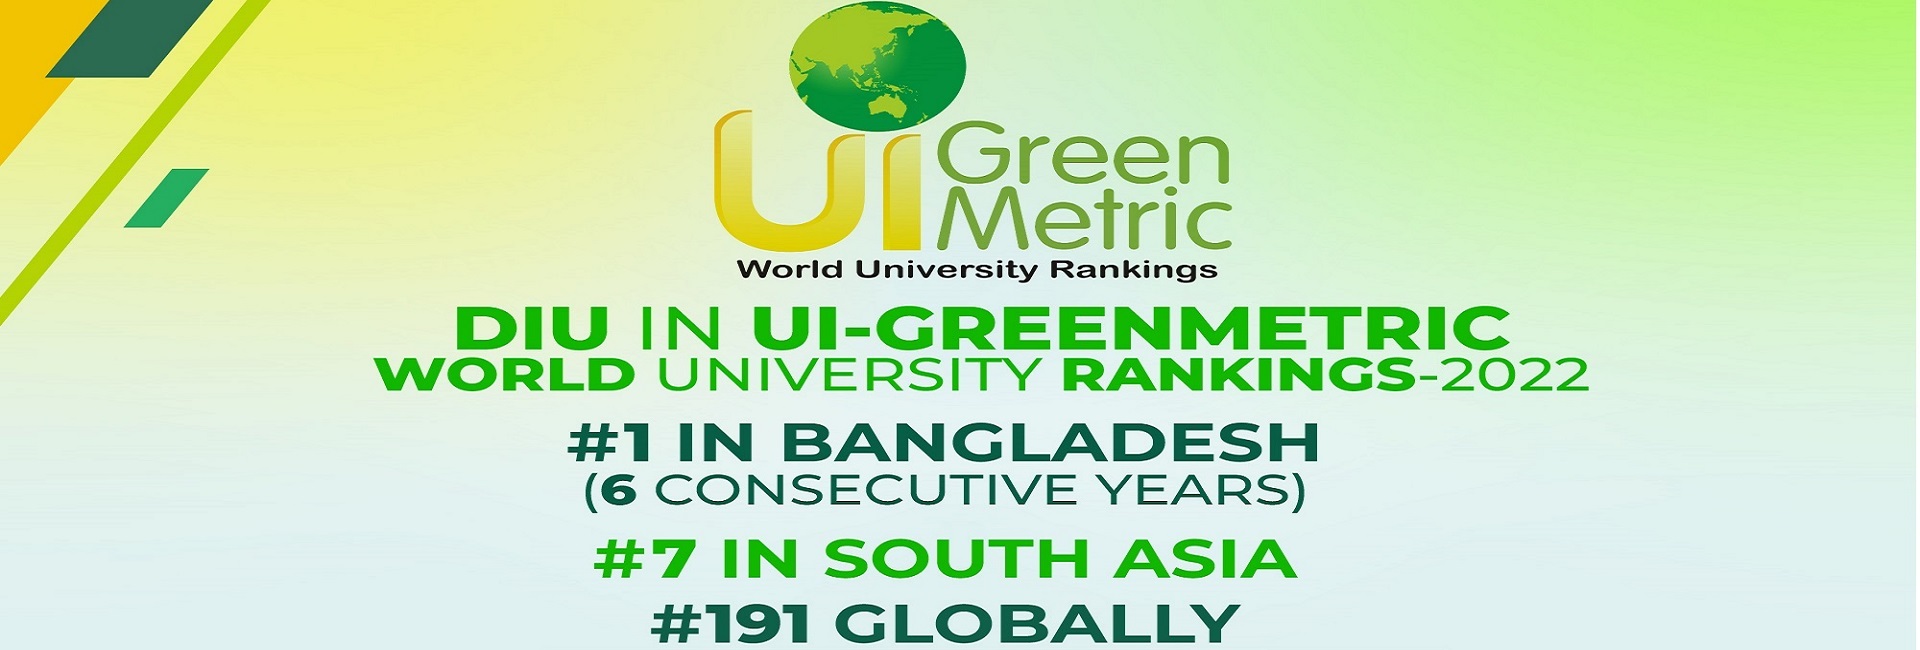 UI Green
Metric
World University Rankings
DIU IN UI-GREENMETRIC
WORLD UNIVERSITY RANKINGS-2022
#1 IN BANGLADESH
(6 CONSECUTIVE YEARS)
#7 IN SOUTH ASIA
#191 GLOBALLY